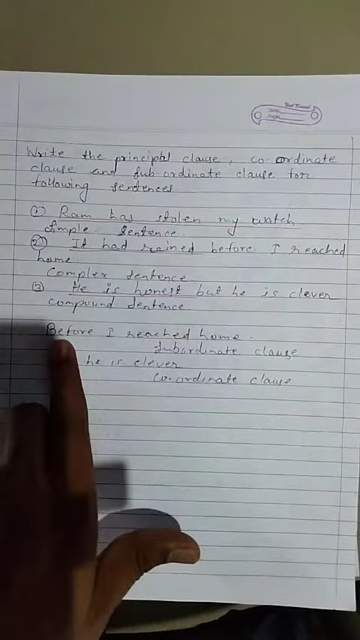 Write the principal clause, co-ordinate
clause and sub-ordinate clause for
following sentences.
① Ram has stolen my watch
Simple sentence.
② It had rained before I reached
home
Complex sentence
③ He is honest but he is clever
compound sentence
Before I reached home.
Subordinate clause
he is clever
co-ordinate clause